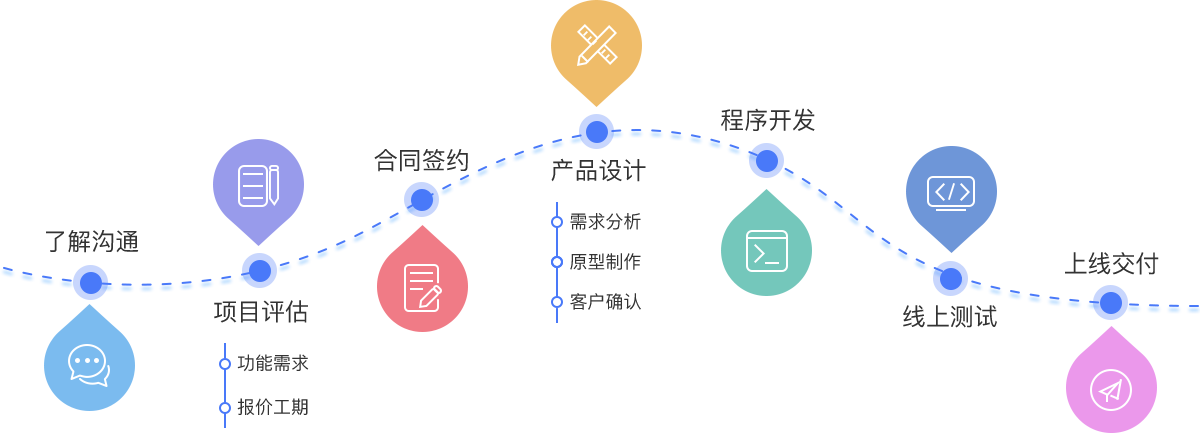 了解沟通
项目评估
功能需求
报价工期
合同签约
产品设计
需求分析
原型制作
客户确认
程序开发
线上测试
上线交付